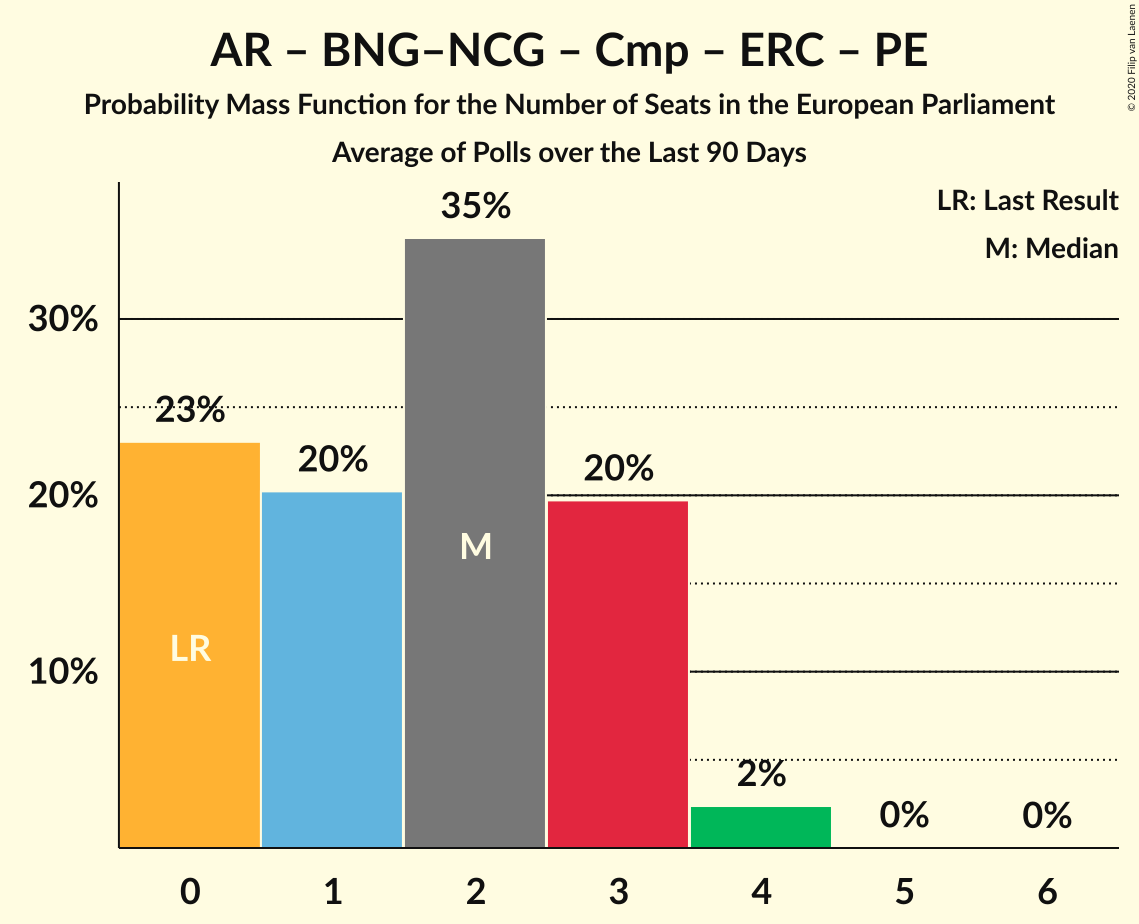 AR – BNG–NCG – Cmp – ERC – PE
Probability Mass Function for the Number of Seats in the European Parliament
Average of Polls over the Last 90 Days
© 2020 Filip van Laenen
LR: Last Result
M: Median
30%
20%
10%
23%
20%
35%
20%
2%
0%
0%
LR
M
0
1
2
3
4
5
6